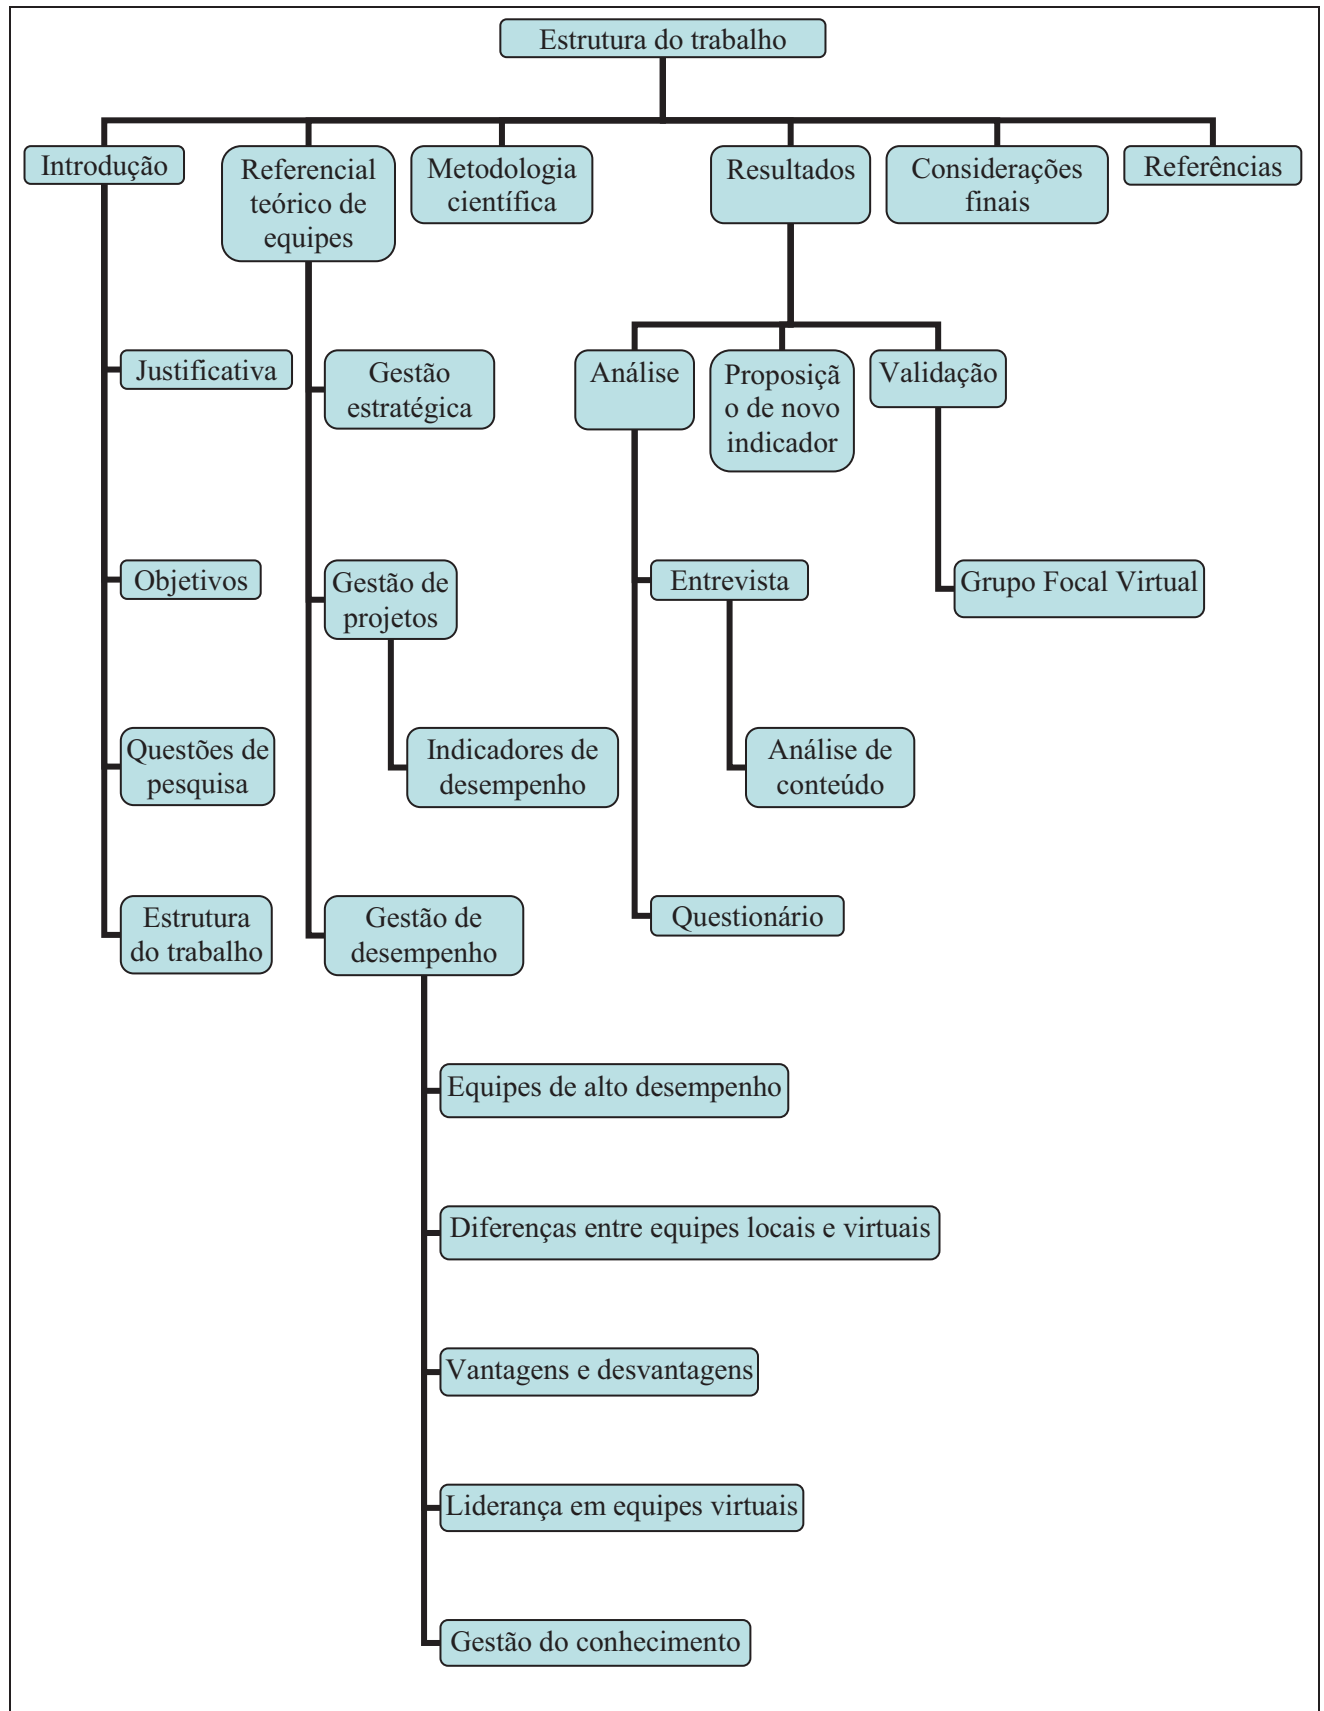 Estrutura do trabalho
Introdução
Referencial
teórico de
equipes
Metodologia
científica
Resultados
Considerações
finais
Referências
Justificativa
Gestão
estratégica
Análise
Proposiçã
o de novo
indicador
Validação
Objetivos
Gestão de
projetos
Entrevista
Grupo Focal Virtual
Questões de
pesquisa
Indicadores de
desempenho
Análise de
conteúdo
Estrutura
do trabalho
Gestão de
desempenho
Questionário
Equipes de alto desempenho
Diferenças entre equipes locais e virtuais
Vantagens e desvantagens
Liderança em equipes virtuais
Gestão do conhecimento